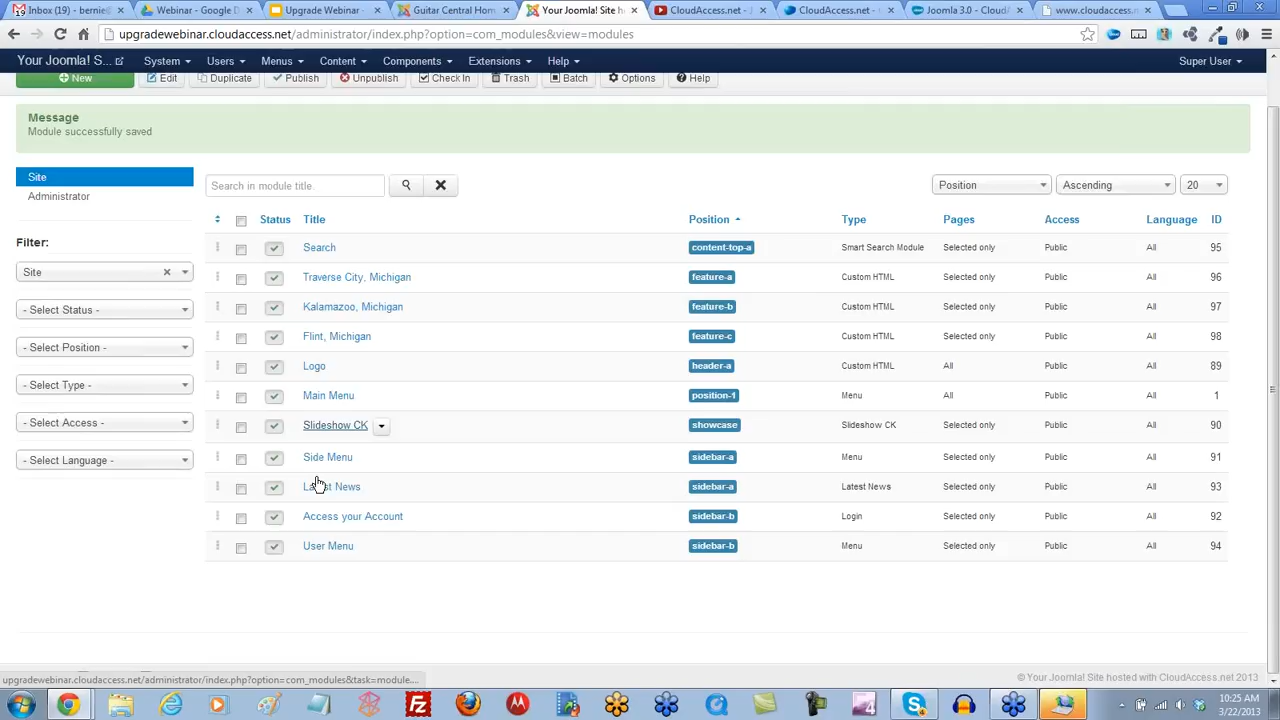 Inbox (19) - bernie@
Webinar - Google D
Upgrade Webinar -
Guitar Central Home
Your Joomla! Site h
CloudAccess.net - J
CloudAccess.net - C
Joomla 3.0 - CloudA
www.cloudaccess.n
upgradewebinar.cloudaccess.net/administrator/index.php?option=com_modules&view=modules
Your Joomla! S... System Users Menus Content Components Extensions Help Super User
New Edit Duplicate Publish Unpublish Check In Trash Batch Options Help
Message
Module successfully saved
Site
Administrator
Filter:
Site
- Select Status -
- Select Position -
- Select Type -
- Select Access -
- Select Language -
Search in module title.
Position Ascending 20
Status Title Position Type Pages Access Language ID
Search content-top-a Smart Search Module Selected only Public All 95
Traverse City, Michigan feature-a Custom HTML Selected only Public All 96
Kalamazoo, Michigan feature-b Custom HTML Selected only Public All 97
Flint, Michigan feature-c Custom HTML Selected only Public All 98
Logo header-a Custom HTML All Public All 89
Main Menu position-1 Menu All Public All 1
Slideshow CK showcase Slideshow CK Selected only Public All 90
Side Menu sidebar-a Menu Selected only Public All 91
Latest News sidebar-a Latest News Selected only Public All 93
Access your Account sidebar-b Login Selected only Public All 92
User Menu sidebar-b Menu Selected only Public All 94
upgradewebinar.cloudaccess.net/administrator/index.php?option=com_modules&task=module...
© Your Joomla! Site hosted with CloudAccess.net 2013
10:25 AM
3/22/2013